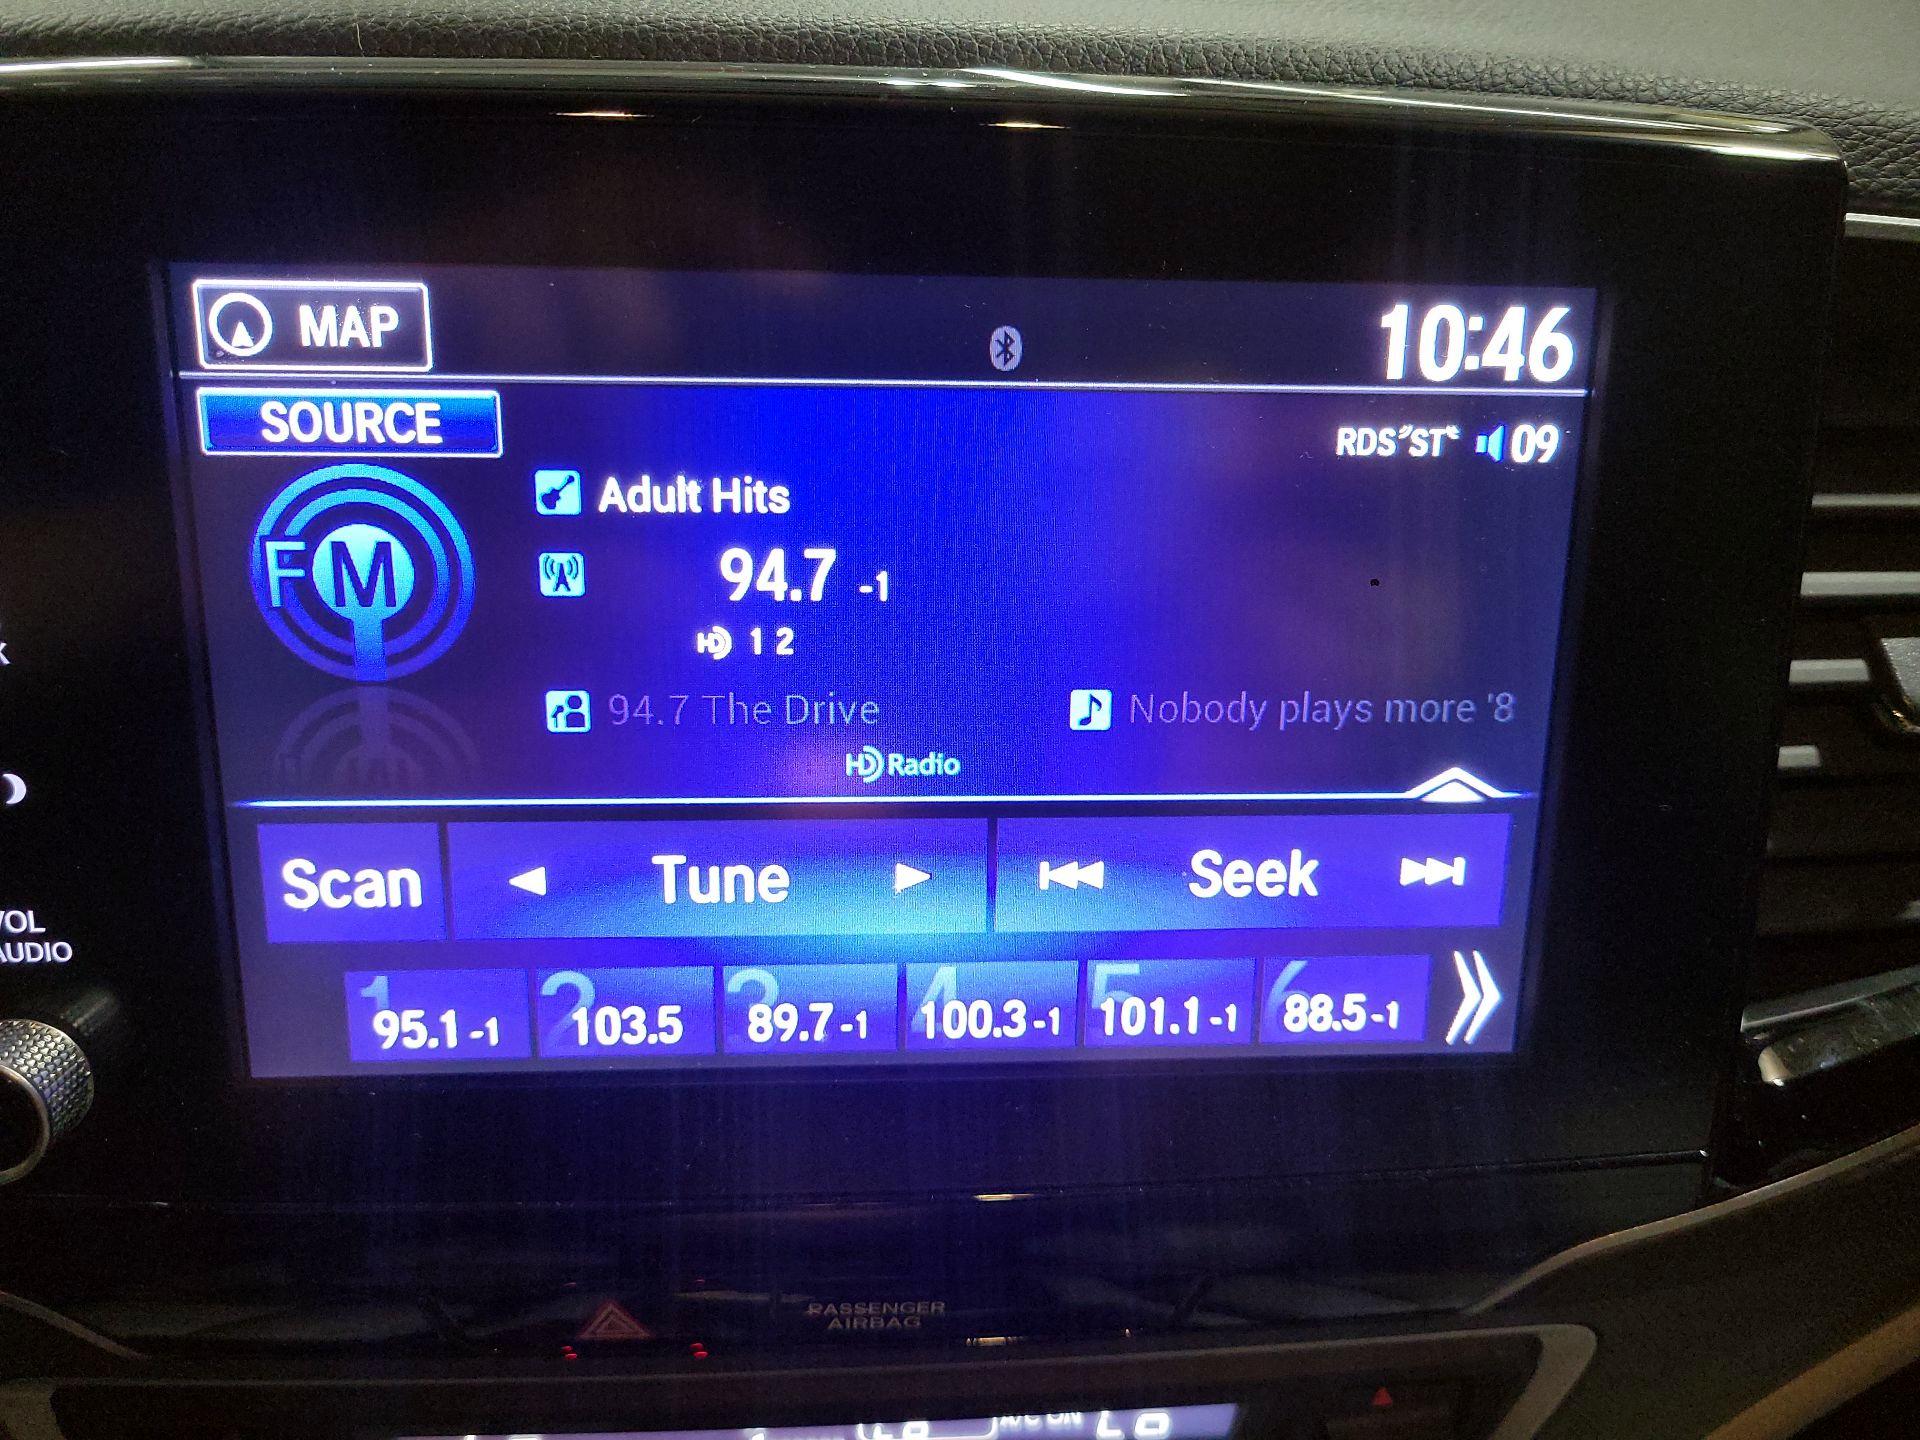 MAP
10:46
SOURCE
RDS ST 09
Adult Hits
FM
94.7 -1
HD 1 2
94.7 The Drive
Nobody plays more '8
HD Radio
Scan
Tune
Seek
1 95.1-1
2 103.5
3 89.7-1
4 100.3-1
5 101.1-1
6 88.5-1
VOL
AUDIO
PASSENGER
AIRBAG
A/C ON